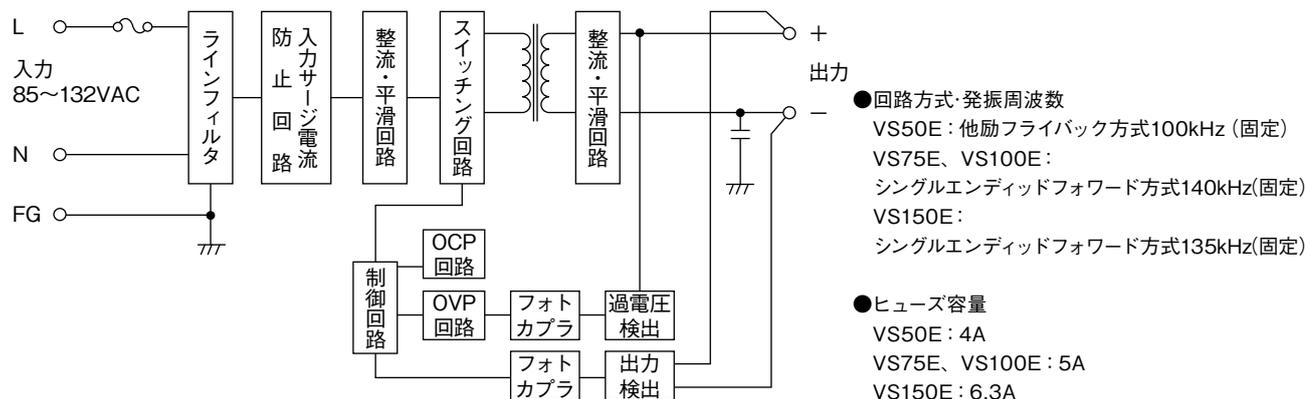 L
入力
85～132VAC
N
FG
ラインフィルタ
入力サージ電流
防止回路
整流・平滑回路
スイッチング回路
整流・平滑回路
＋
出力
－
制御回路
OCP
回路
OVP
回路
フォト
カプラ
過電圧
検出
フォト
カプラ
出力
検出
●回路方式・発振周波数
VS50E：他励フライバック方式100kHz（固定）
VS75E、VS100E：
シングルエンディッドフォワード方式140kHz(固定)
VS150E：
シングルエンディッドフォワード方式135kHz(固定)
●ヒューズ容量
VS50E：4A
VS75E、VS100E：5A
VS150E：6.3A